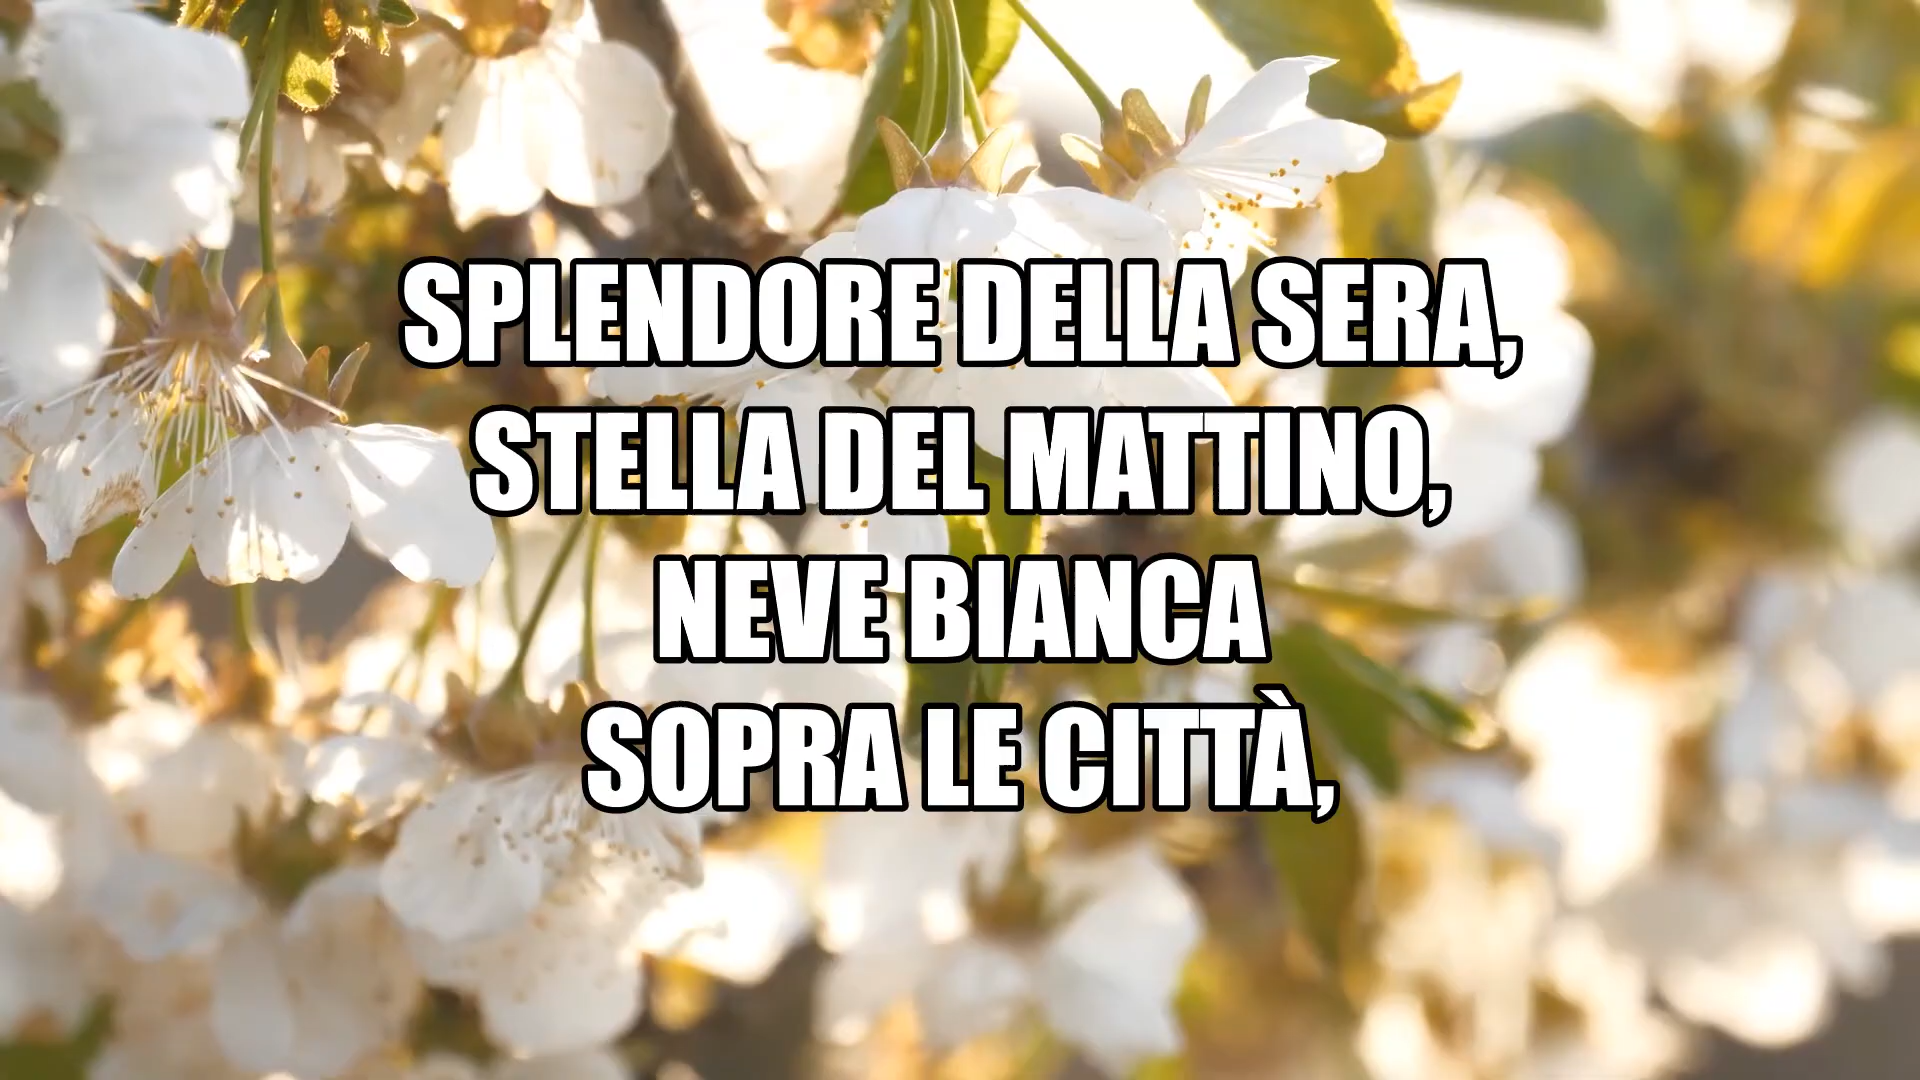 SPLENDORE DELLA SERA,
STELLA DEL MATTINO,
NEVE BIANCA
SOPRA LE CITTÀ,